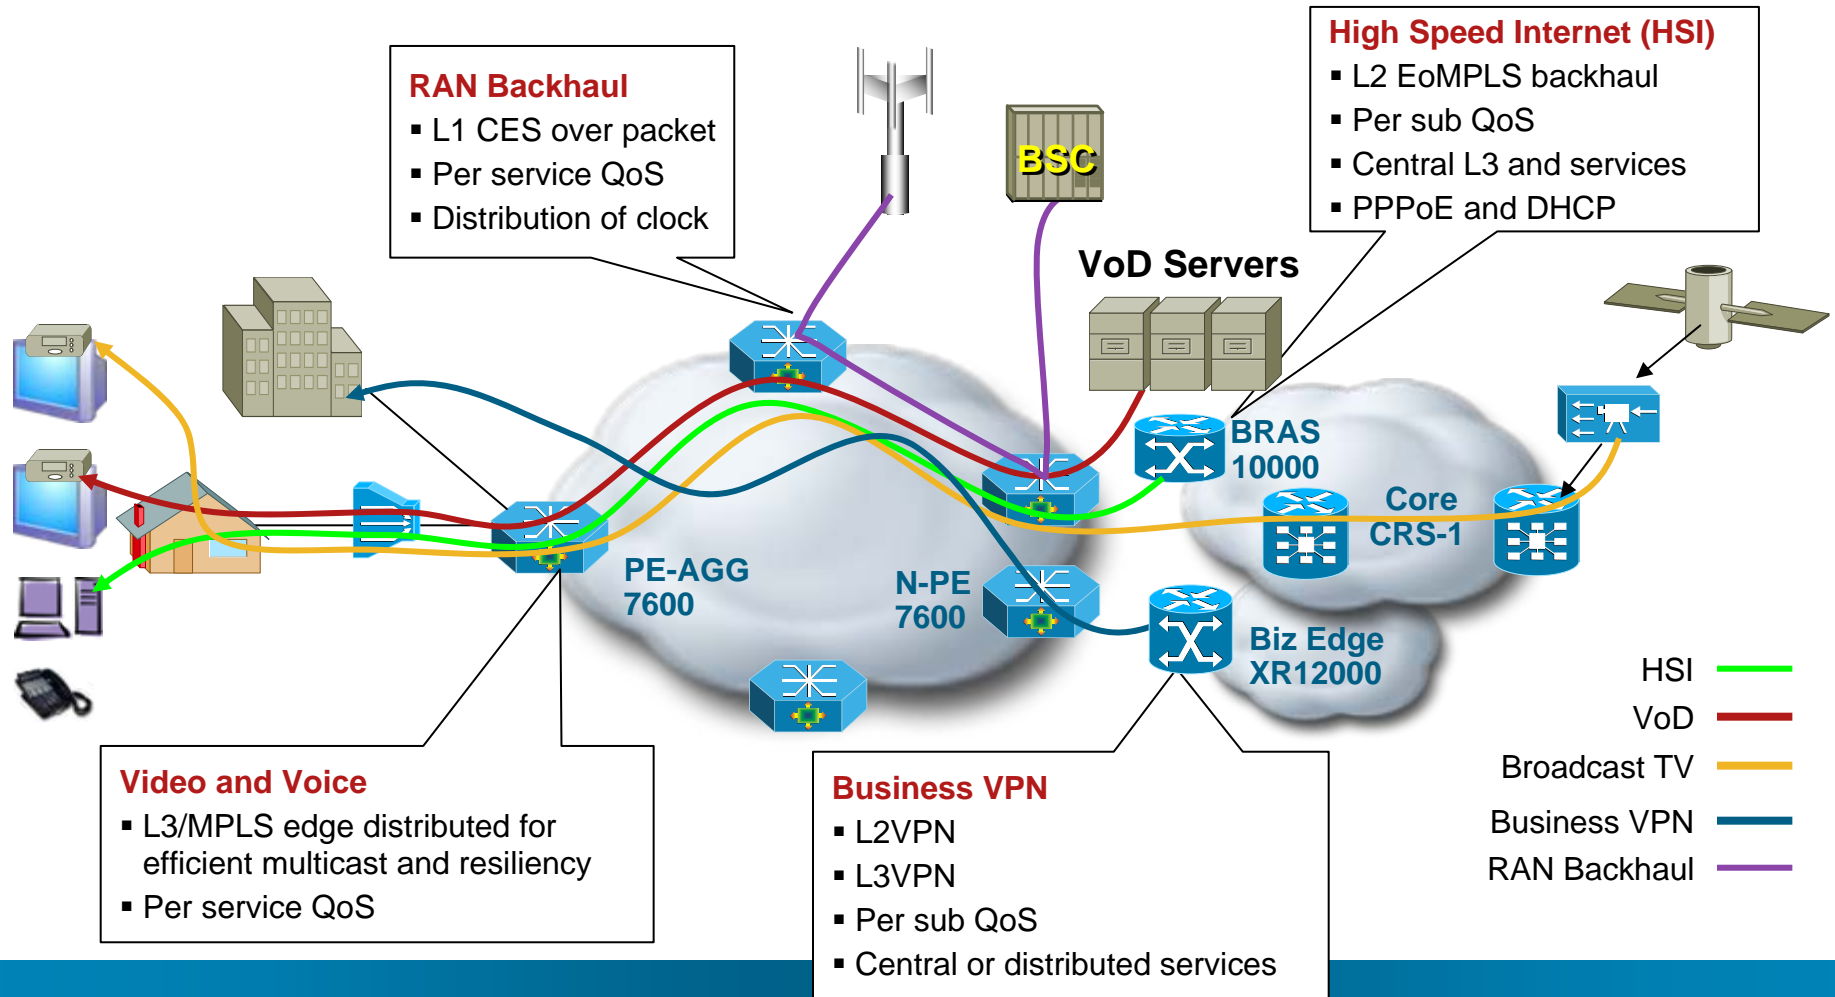 High Speed Internet (HSI)
▪ L2 EoMPLS backhaul
▪ Per sub QoS
▪ Central L3 and services
▪ PPPoE and DHCP
RAN Backhaul
▪ L1 CES over packet
▪ Per service QoS
▪ Distribution of clock
BSC
VoD Servers
BRAS
10000
Core
CRS-1
PE-AGG
7600
N-PE
7600
Biz Edge
XR12000
HSI
VoD
Broadcast TV
Business VPN
RAN Backhaul
Video and Voice
▪ L3/MPLS edge distributed for
efficient multicast and resiliency
▪ Per service QoS
Business VPN
▪ L2VPN
▪ L3VPN
▪ Per sub QoS
▪ Central or distributed services